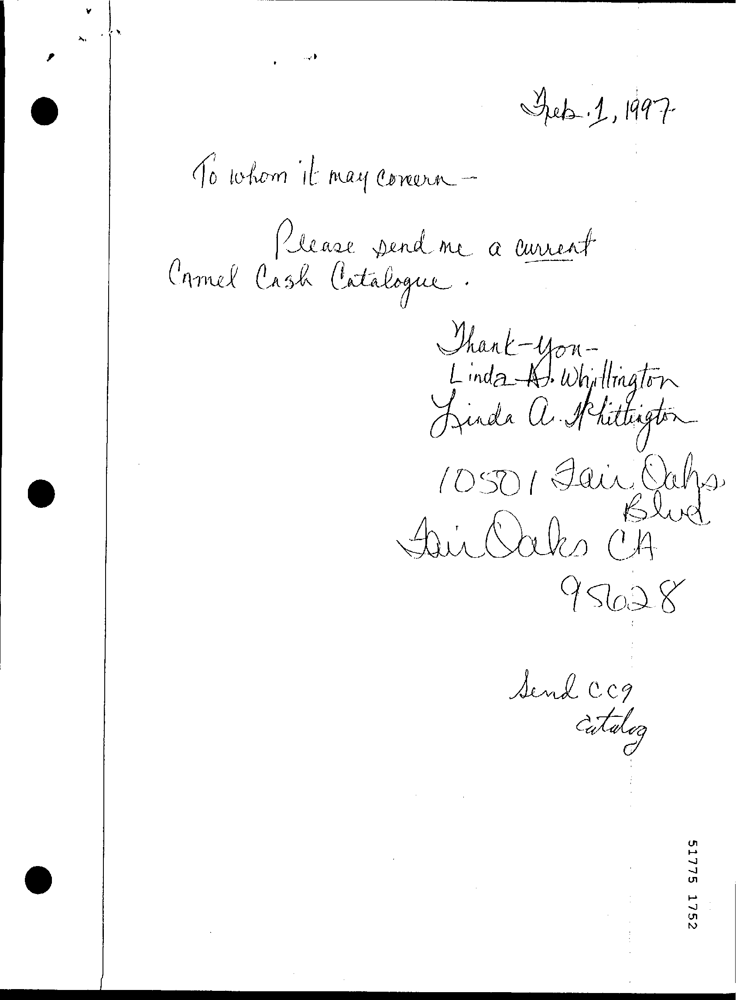 Feb. 1, 1997
To whom it may concern -
Please send me a current
Camel Cash Catalogue.
Thank-you-
Linda A. Whittington
Linda A. Whittington
10501 Fair Oaks
Blvd
Fair Oaks CA
95628
Send CC9
catalog
51775 1752